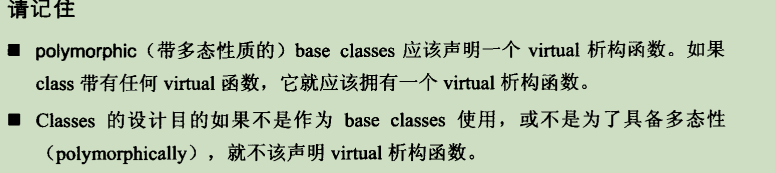 请记住
■ polymorphic（带多态性质的）base classes 应该声明一个 virtual 析构函数。如果
class 带有任何 virtual 函数，它就应该拥有一个 virtual 析构函数。
■ Classes 的设计目的如果不是作为 base classes 使用，或不是为了具备多态性
（polymorphically），就不该声明 virtual 析构函数。